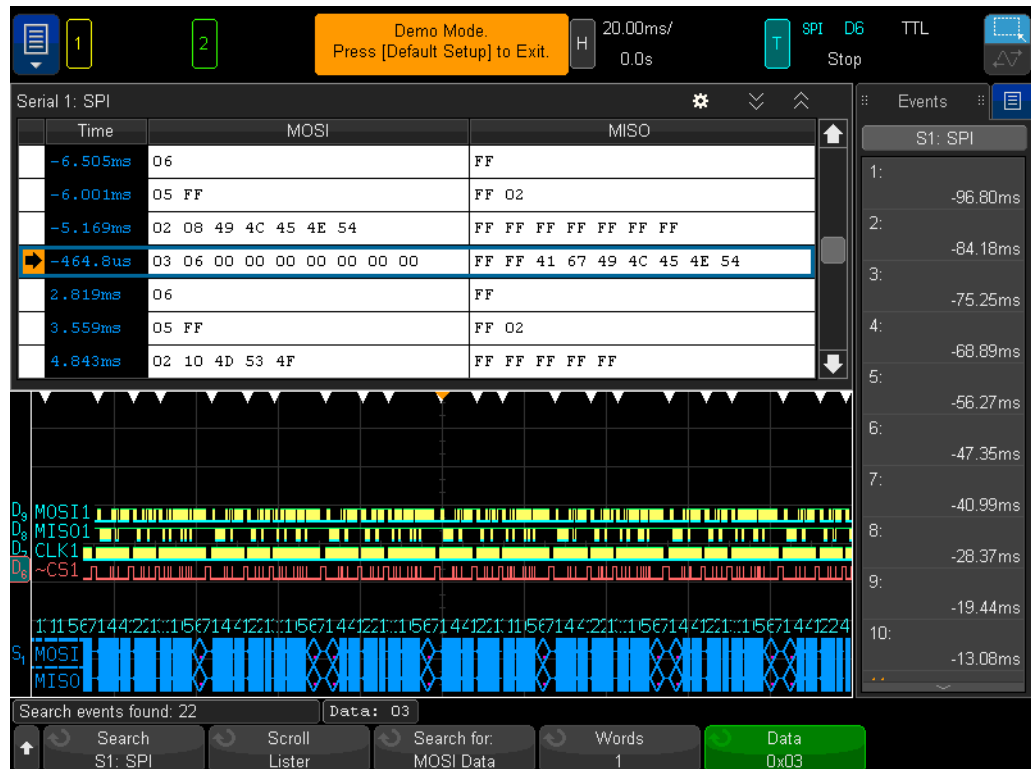 1
2
Demo Mode.
Press [Default Setup] to Exit.
H
20.00ms/
0.0s
T
SPI D6 TTL
Stop
Serial 1: SPI
Events
S1: SPI
Time MOSI MISO
-6.505ms 06 FF
-6.001ms 05 FF FF 02
-5.169ms 02 08 49 4C 45 4E 54 FF FF FF FF FF FF FF
-464.8us 03 06 00 00 00 00 00 00 00 FF FF 41 67 49 4C 45 4E 54
2.819ms 06 FF
3.559ms 05 FF FF 02
4.843ms 02 10 4D 53 4F FF FF FF FF FF
1:
-96.80ms
2:
-84.18ms
3:
-75.25ms
4:
-68.89ms
5:
-56.27ms
6:
-47.35ms
7:
-40.99ms
8:
-28.37ms
9:
-19.44ms
10:
-13.08ms
D9 MOSI1
D8 MISO1
D7 CLK1
D6 ~CS1
S1 MOSI
MISO
Search events found: 22
Data: 03
Search
S1: SPI
Scroll
Lister
Search for:
MOSI Data
Words
1
Data
0x03